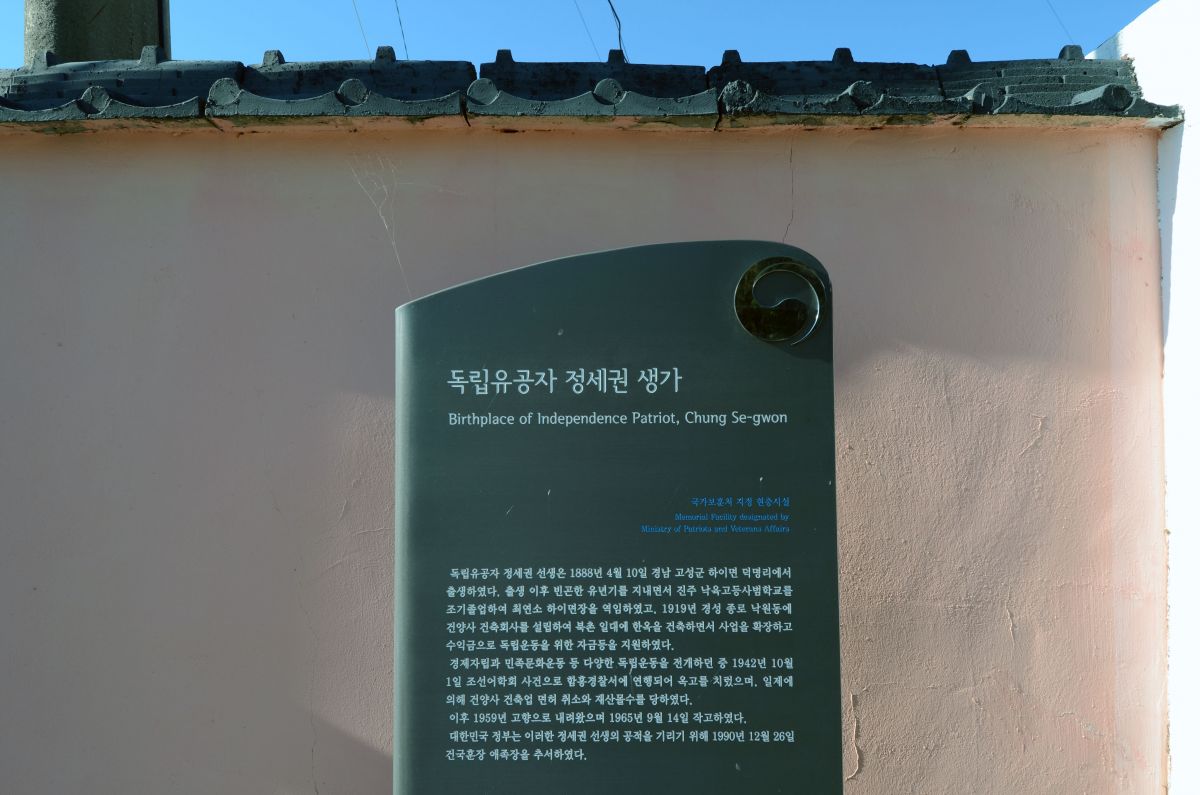 독립유공자 정세권 생가
Birthplace of Independence Patriot, Chung Se-gwon
국가보훈처 지정 현충시설
Memorial Facility designated by
Ministry of Patriots and Veterans Affairs
독립유공자 정세권 선생은 1888년 4월 10일 경남 고성군 하이면 덕명리에서
출생하였다. 출생 이후 빈곤한 유년기를 지내면서 진주 낙육고등사범학교를
조기졸업하여 최연소 하이면장을 역임하였고, 1919년 경성 종로 낙원동에
건양사 건축회사를 설립하여 북촌 일대에 한옥을 건축하면서 사업을 확장하고
수익금으로 독립운동을 위한 자금등을 지원하였다.
경제자립과 민족문화운동 등 다양한 독립운동을 전개하던 중 1942년 10월
1일 조선어학회 사건으로 함흥경찰서에 연행되어 옥고를 치렀으며, 일제에
의해 건양사 건축업 면허 취소와 재산몰수를 당하였다.
이후 1959년 고향으로 내려왔으며 1965년 9월 14일 작고하였다.
대한민국 정부는 이러한 정세권 선생의 공적을 기리기 위해 1990년 12월 26일
건국훈장 애족장을 추서하였다.